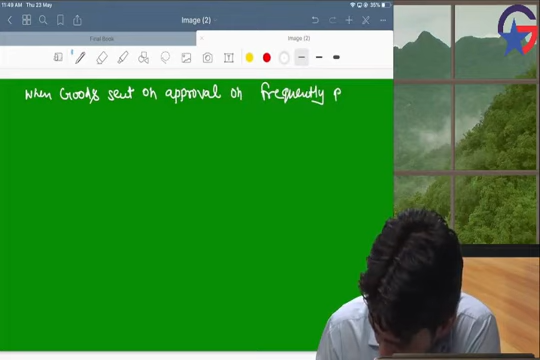 11:49 AM Thu 23 May
35%
Image (2)
Final Book
Image (2)
When Goods sent on approval on frequently p